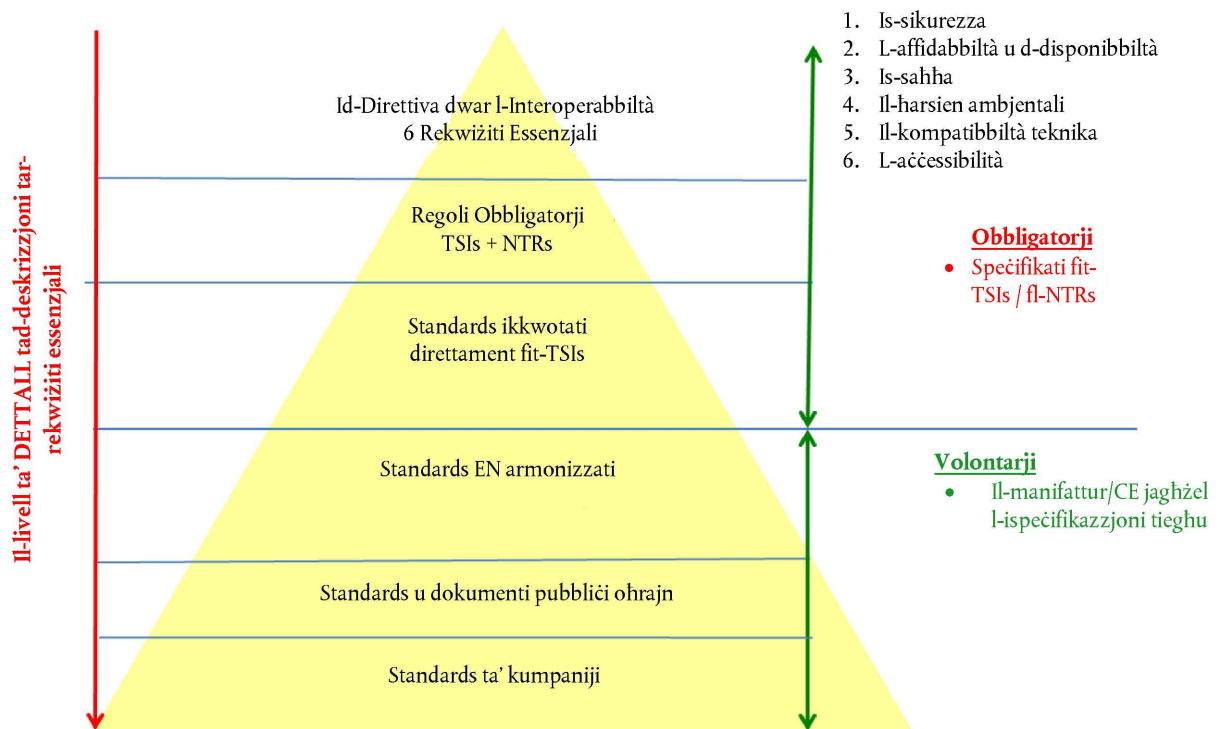 Il-livell ta’ DETTALL tad-deskrizzjoni tar-
rekwiżiti essenzjali
Id-Direttiva dwar l-Interoperabbiltà
6 Rekwiżiti Essenzjali
Regoli Obbligatorji
TSIs + NTRs
Standards ikkwotati
direttament fit-TSIs
Standards EN armonizzati
Standards u dokumenti pubbliċi oħrajn
Standards ta’ kumpaniji
1. Is-sikurezza
2. L-affidabbiltà u d-disponibbiltà
3. Is-saħħa
4. Il-ħarsien ambjentali
5. Il-kompatibbiltà teknika
6. L-aċċessibilità
Obbligatorji
• Speċifikati fit-
TSIs / fl-NTRs
Volontarji
• Il-manifattur/CE jagħżel
l-ispeċifikazzjoni tiegħu